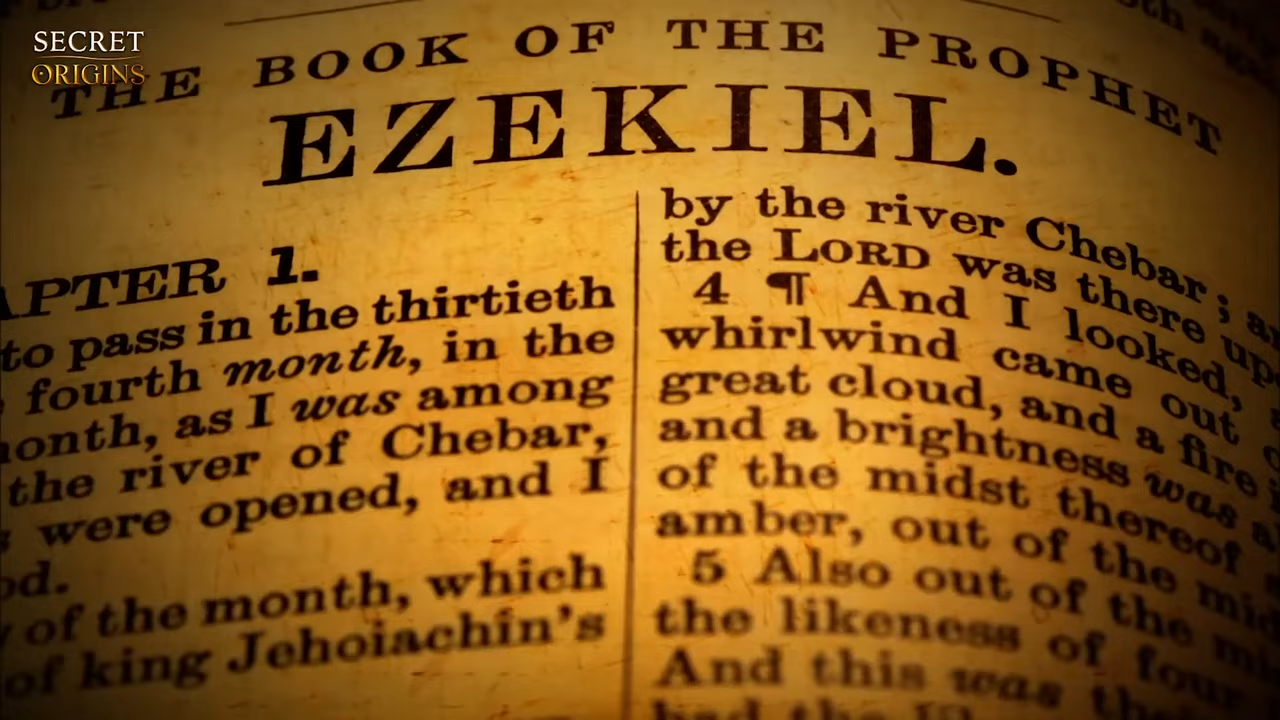 SECRET
ORIGINS
THE BOOK OF THE PROPHET
EZEKIEL.
APTER 1.
to pass in the thirtieth
fourth month, in the
onth, as I was among
the river of Chebar,
were opened, and I
od.
of the month, which
of king Jehoiachin's
by the river Chebar; a
the LORD was there up
4 ¶ And I looked,
whirlwind came out o
great cloud, and a fire i
and a brightness was a
of the midst thereof
amber, out of the mid
5 Also out of the mi
the likeness of four
And this was thei
had the